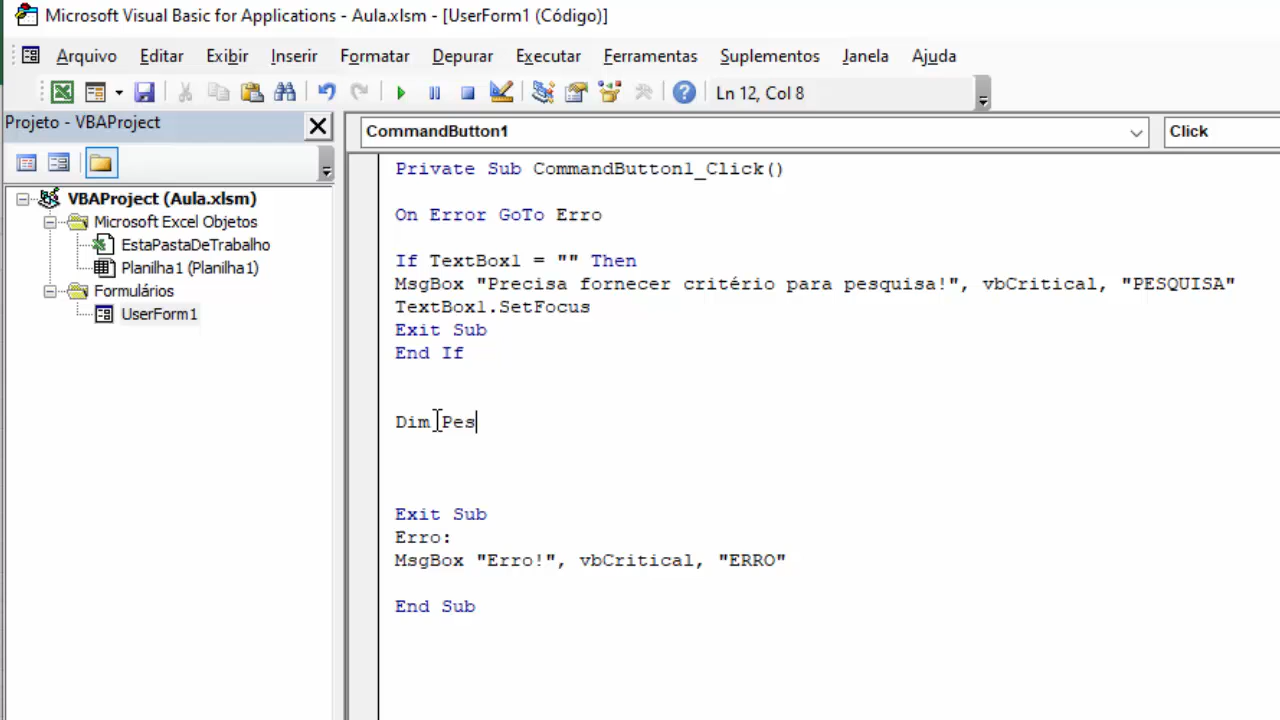 Microsoft Visual Basic for Applications - Aula.xlsm - [UserForm1 (Código)]
Arquivo Editar Exibir Inserir Formatar Depurar Executar Ferramentas Suplementos Janela Ajuda
Ln 12, Col 8
Projeto - VBAProject
VBAProject (Aula.xlsm)
Microsoft Excel Objetos
EstaPastaDeTrabalho
Planilha1 (Planilha1)
Formulários
UserForm1
CommandButton1
Click
Private Sub CommandButton1_Click()
On Error GoTo Erro
If TextBox1 = "" Then
MsgBox "Precisa fornecer critério para pesquisa!", vbCritical, "PESQUISA"
TextBox1.SetFocus
Exit Sub
End If
Dim Pes
Exit Sub
Erro:
MsgBox "Erro!", vbCritical, "ERRO"
End Sub